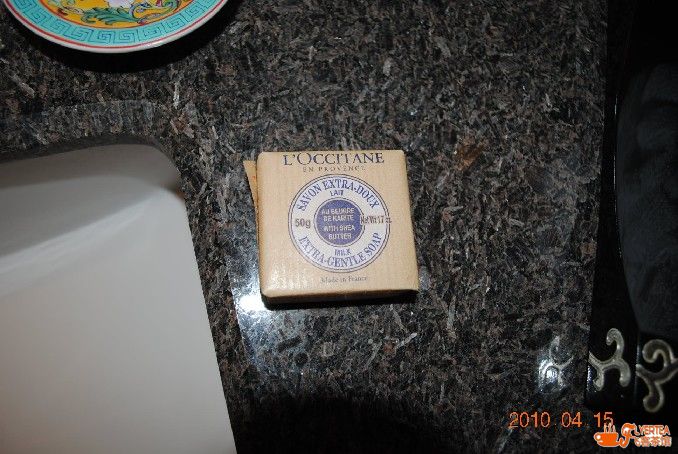 L'OCCITANE
EN PROVENCE
SAVON EXTRA-DOUX
LAIT
50g
AU BEURRE
DE KARITE
WITH SHEA
BUTTER
MILK
EXTRA-GENTLE SOAP
Made in France
2010 04 15
FLYERTEA